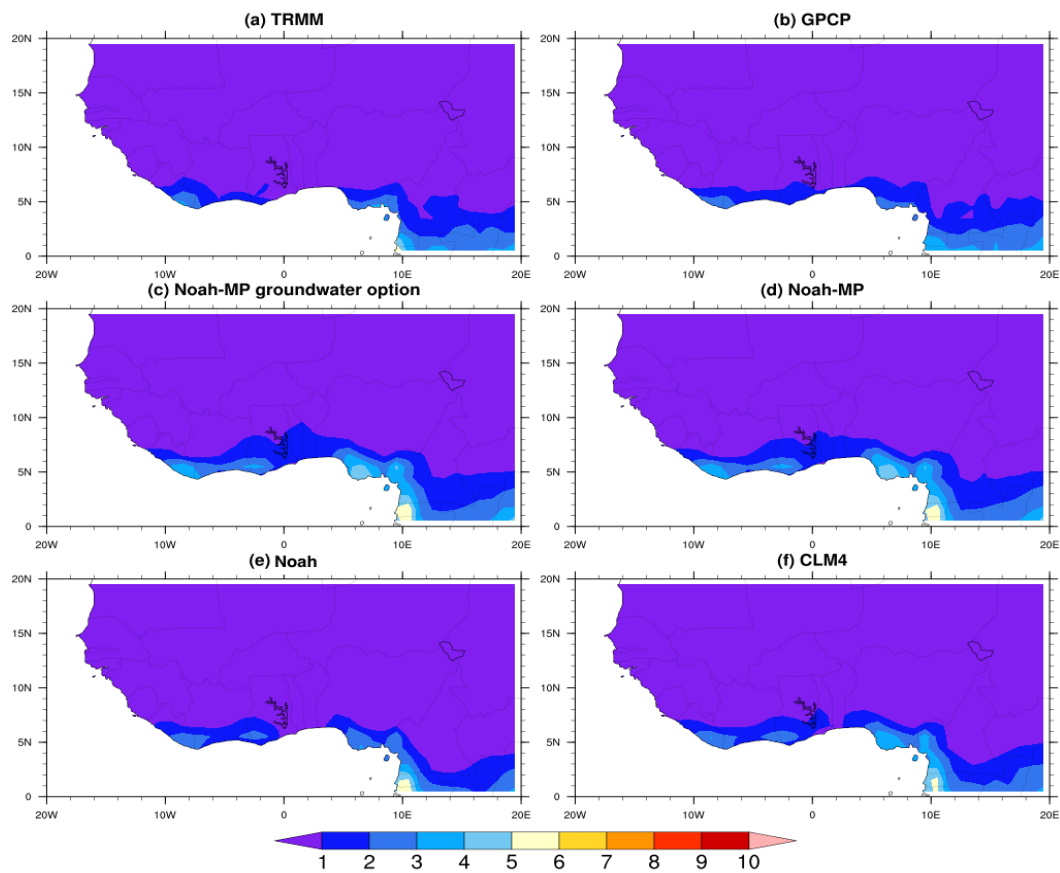 (a) TRMM
(b) GPCP
20N
20N
15N
15N
10N
10N
5N
5N
0
0
20W 10W 0 10E 20E
20W 10W 0 10E 20E
(c) Noah-MP groundwater option
(d) Noah-MP
20N
20N
15N
15N
10N
10N
5N
5N
0
0
20W 10W 0 10E 20E
20W 10W 0 10E 20E
(e) Noah
(f) CLM4
20N
20N
15N
15N
10N
10N
5N
5N
0
0
20W 10W 0 10E 20E
20W 10W 0 10E 20E
1 2 3 4 5 6 7 8 9 10